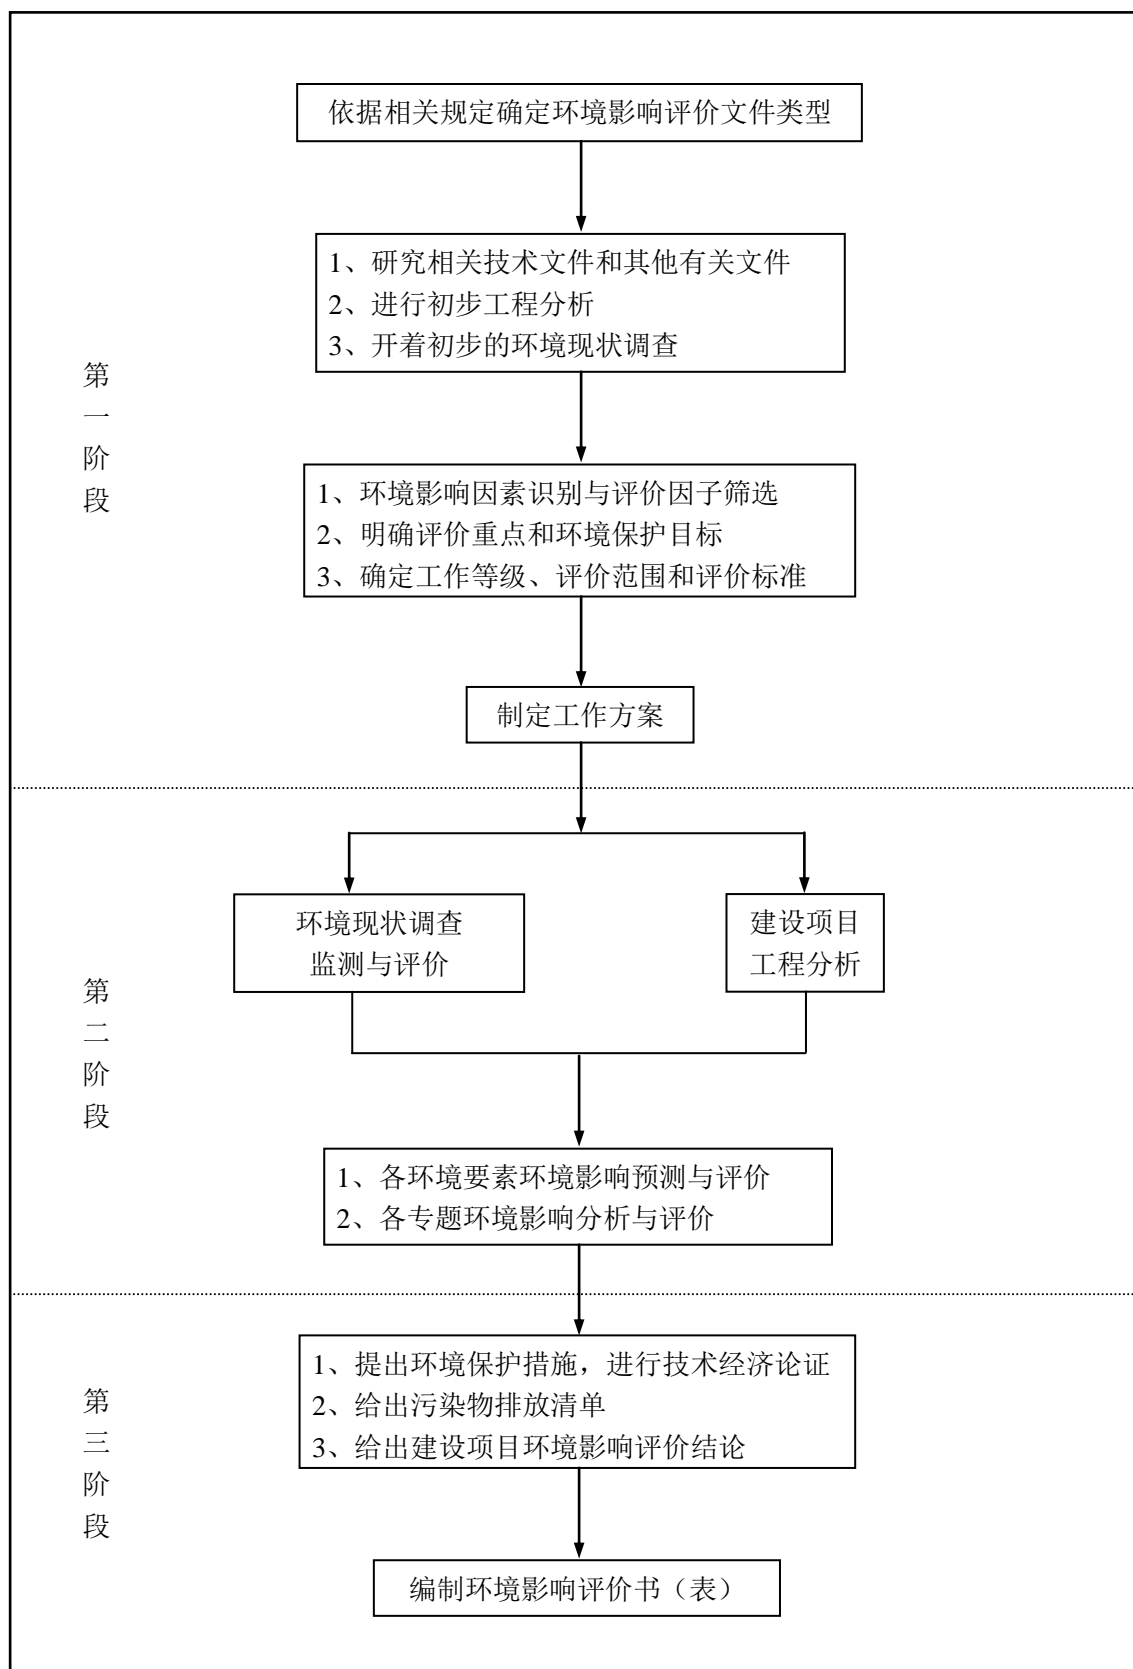 依据相关规定确定环境影响评价文件类型
1、研究相关技术文件和其他有关文件
2、进行初步工程分析
3、开着初步的环境现状调查
第
一
阶
段
1、环境影响因素识别与评价因子筛选
2、明确评价重点和环境保护目标
3、确定工作等级、评价范围和评价标准
制定工作方案
环境现状调查
监测与评价
建设项目
工程分析
第
二
阶
段
1、各环境要素环境影响预测与评价
2、各专题环境影响分析与评价
1、提出环境保护措施，进行技术经济论证
2、给出污染物排放清单
3、给出建设项目环境影响评价结论
第
三
阶
段
编制环境影响评价书（表）